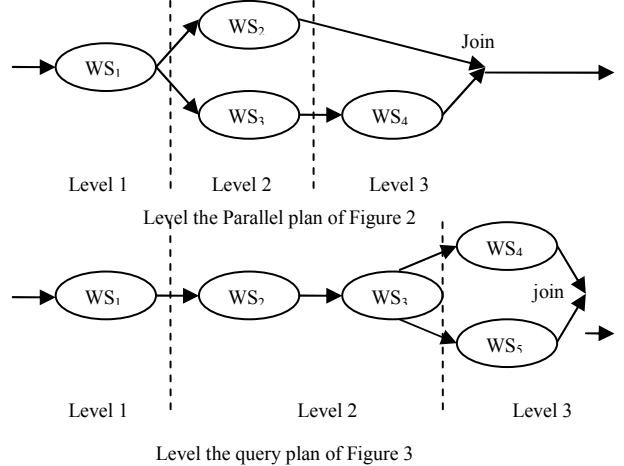 WS₂
Join
WS₁
WS₃
WS₄
Level 1
Level 2
Level 3
Level the Parallel plan of Figure 2
WS₄
WS₁
WS₂
WS₃
join
WS₅
Level 1
Level 2
Level 3
Level the query plan of Figure 3